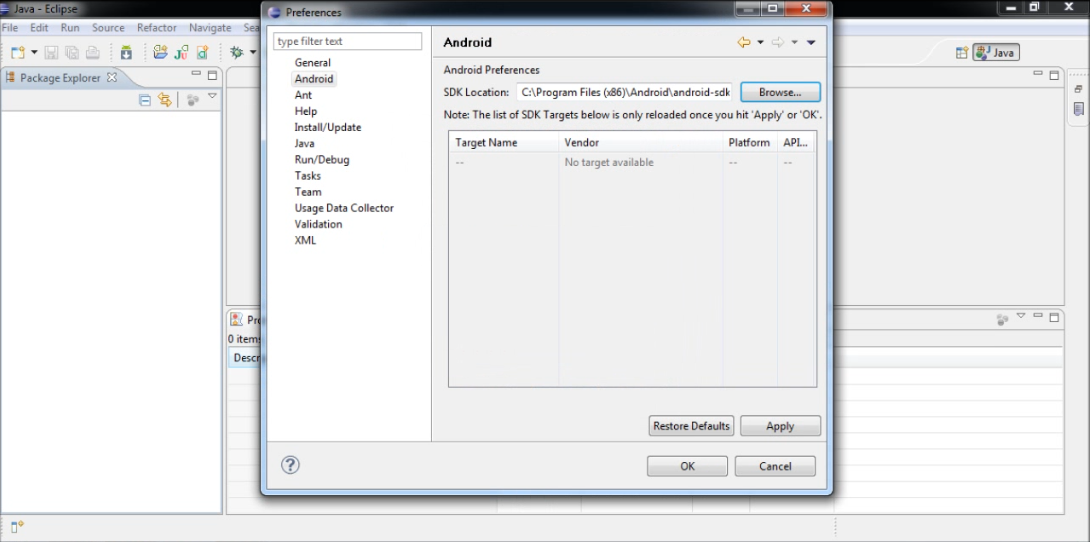 Java - Eclipse
Preferences
File Edit Run Source Refactor Navigate Sea
Java
Package Explorer
type filter text
General
Android
Ant
Help
Install/Update
Java
Run/Debug
Tasks
Team
Usage Data Collector
Validation
XML
Android
Android Preferences
SDK Location: C:\Program Files (x86)\Android\android-sdk Browse...
Note: The list of SDK Targets below is only reloaded once you hit 'Apply' or 'OK'.
Target Name Vendor Platform API...
-- No target available -- --
Restore Defaults Apply
OK Cancel
Pro
0 items
Descr